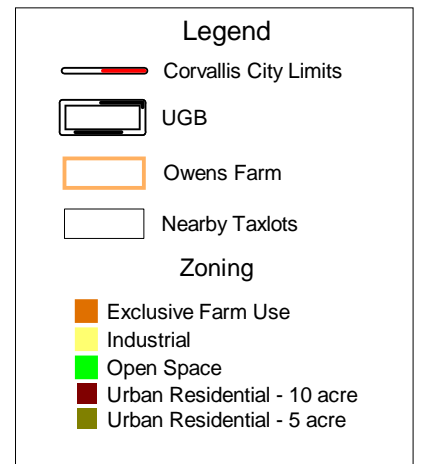 Legend
Corvallis City Limits
UGB
Owens Farm
Nearby Taxlots
Zoning
Exclusive Farm Use
Industrial
Open Space
Urban Residential - 10 acre
Urban Residential - 5 acre